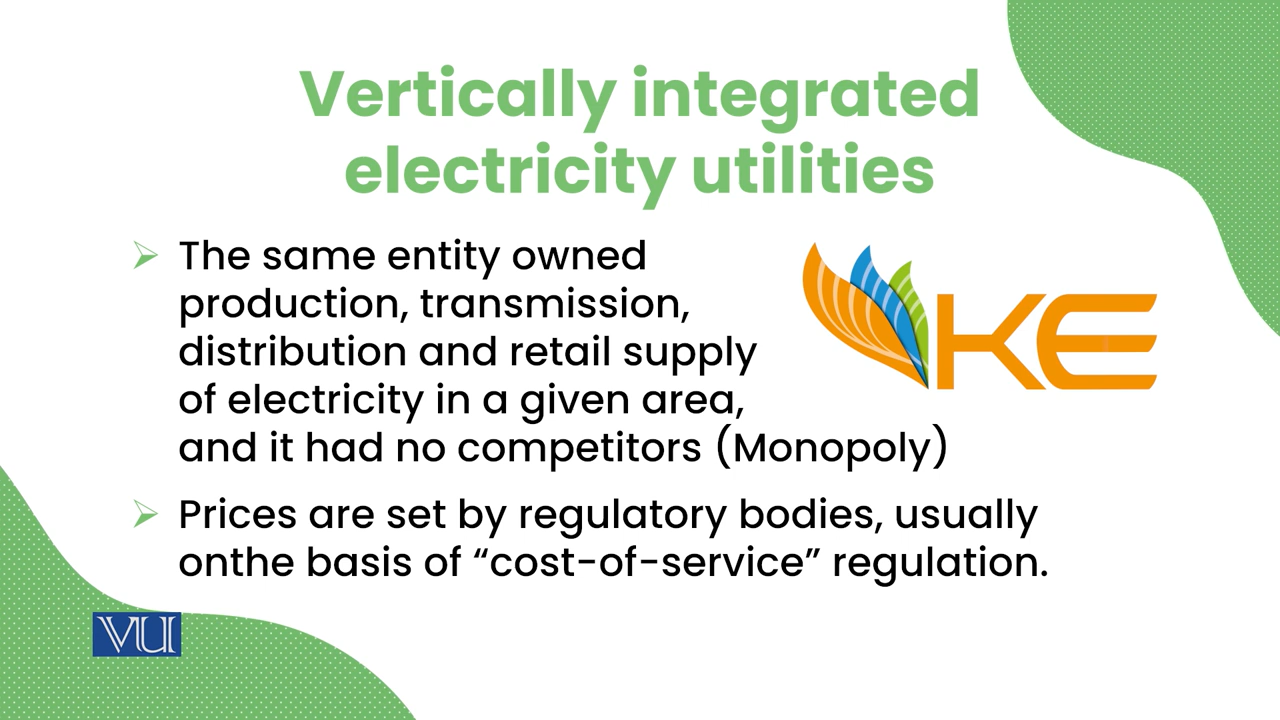 Vertically integrated
electricity utilities
The same entity owned
production, transmission,
distribution and retail supply
of electricity in a given area,
and it had no competitors (Monopoly)
KE
Prices are set by regulatory bodies, usually
onthe basis of “cost-of-service” regulation.
VU